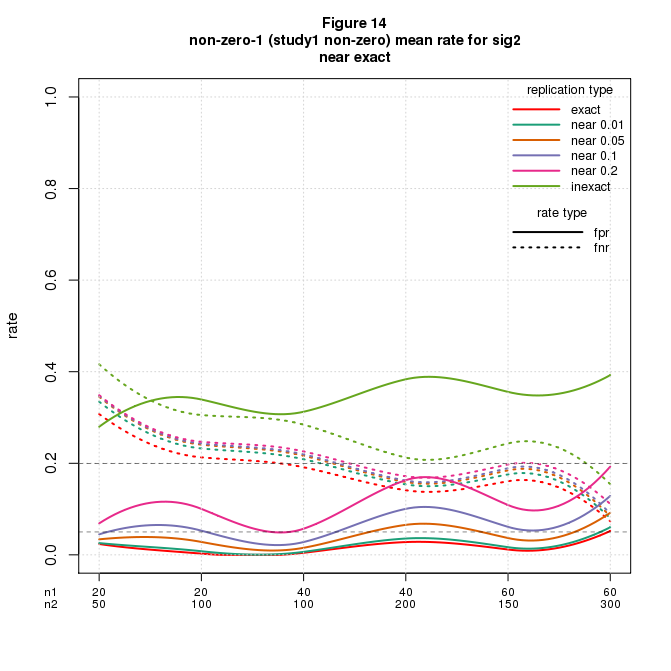 Figure 14
non-zero-1 (study1 non-zero) mean rate for sig2
near exact
replication type
exact
near 0.01
near 0.05
near 0.1
near 0.2
inexact
rate type
fpr
fnr
rate
1.0
0.8
0.6
0.4
0.2
0.0
n1 20 20 40 40 60 60
n2 50 100 100 200 150 300